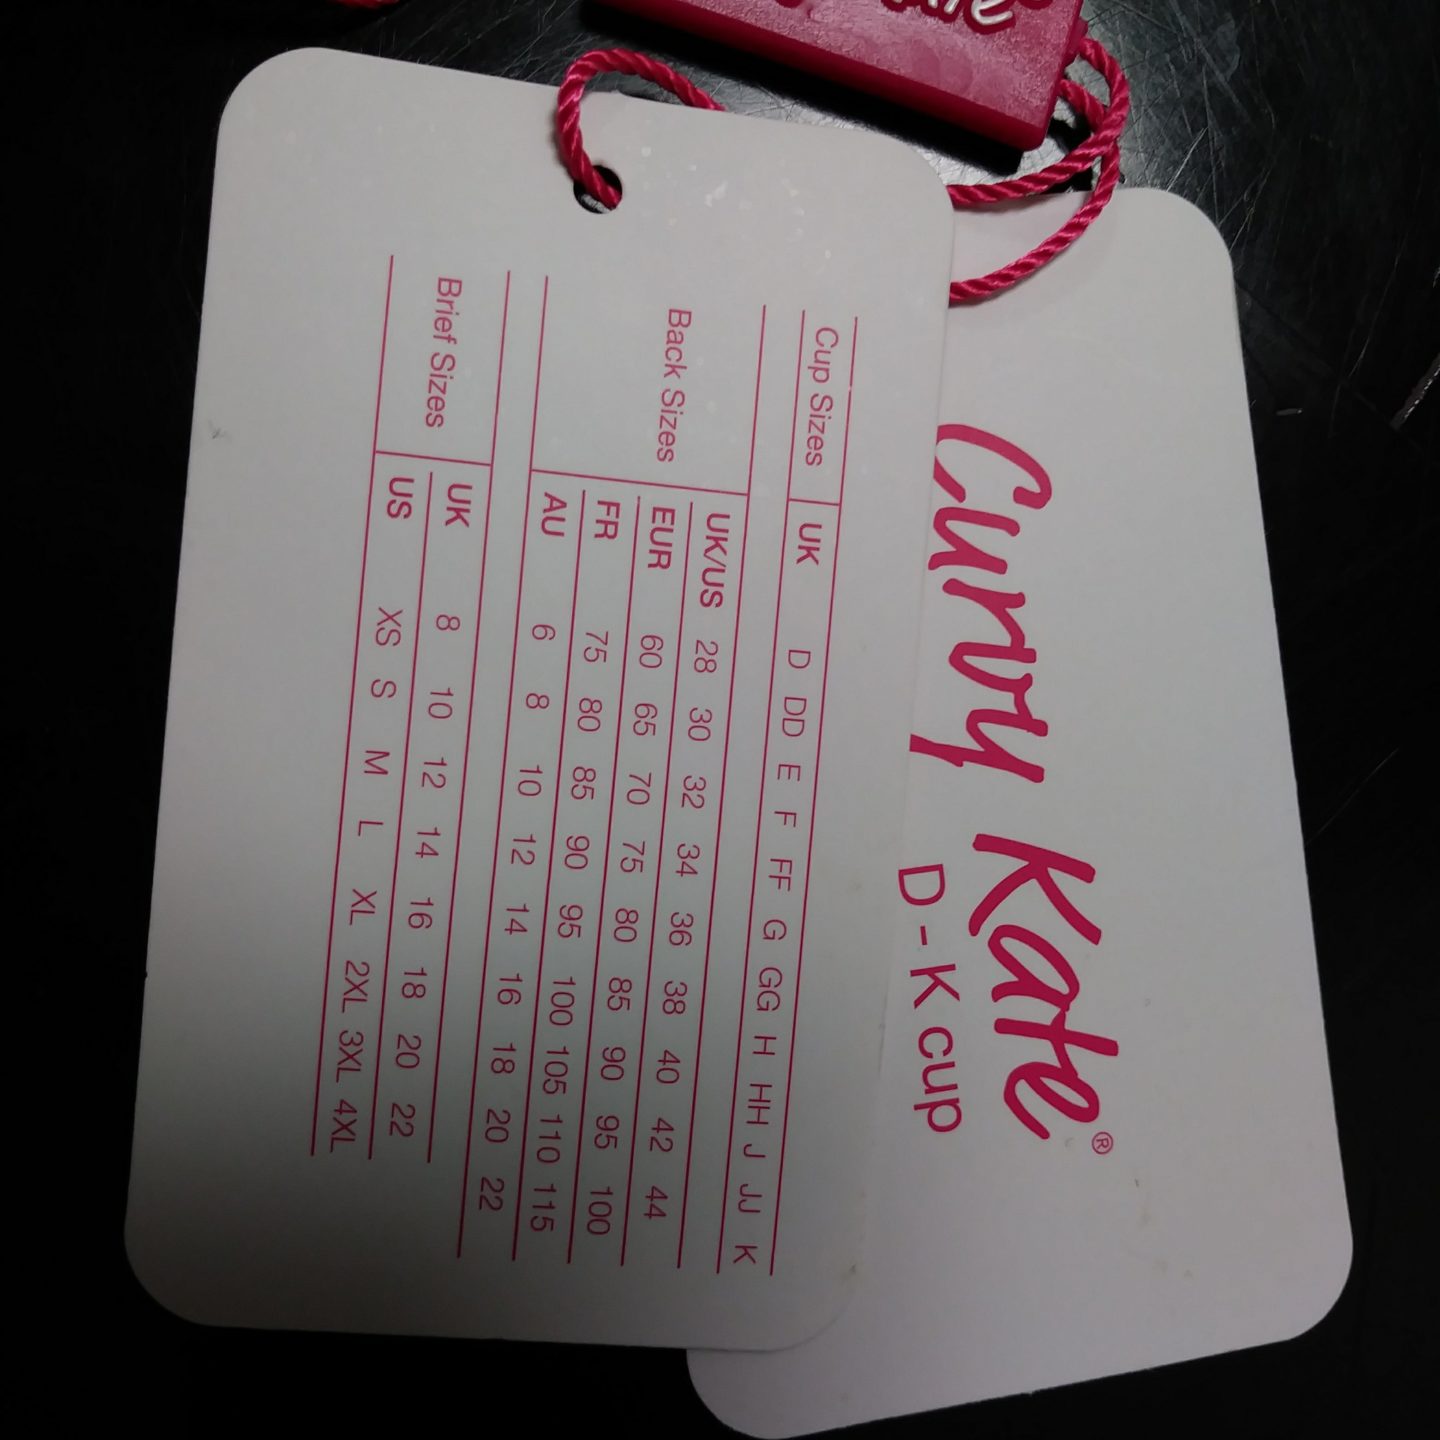 Cup Sizes UK D DD E F FF G GG H HH J JJ K
Back Sizes
UK/US 28 30 32 34 36 38 40 42 44
EUR 60 65 70 75 80 85 90 95 100
FR 75 80 85 90 95 100 105 110 115
AU 6 8 10 12 14 16 18 20 22
Brief Sizes
UK 8 10 12 14 16 18 20 22
US XS S M L XL 2XL 3XL 4XL
Curvy Kate®
D - K cup